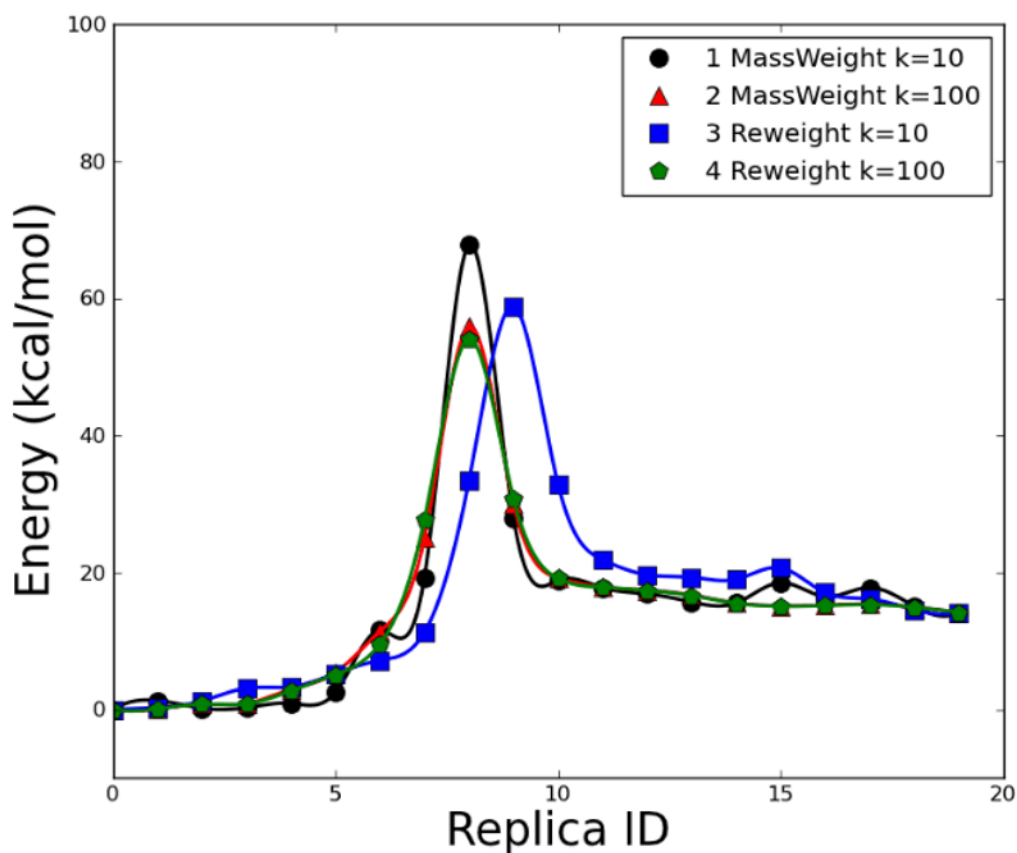 100
80
60
40
20
0
Energy (kcal/mol)
1 MassWeight k=10
2 MassWeight k=100
3 Reweight k=10
4 Reweight k=100
0 5 10 15 20
Replica ID